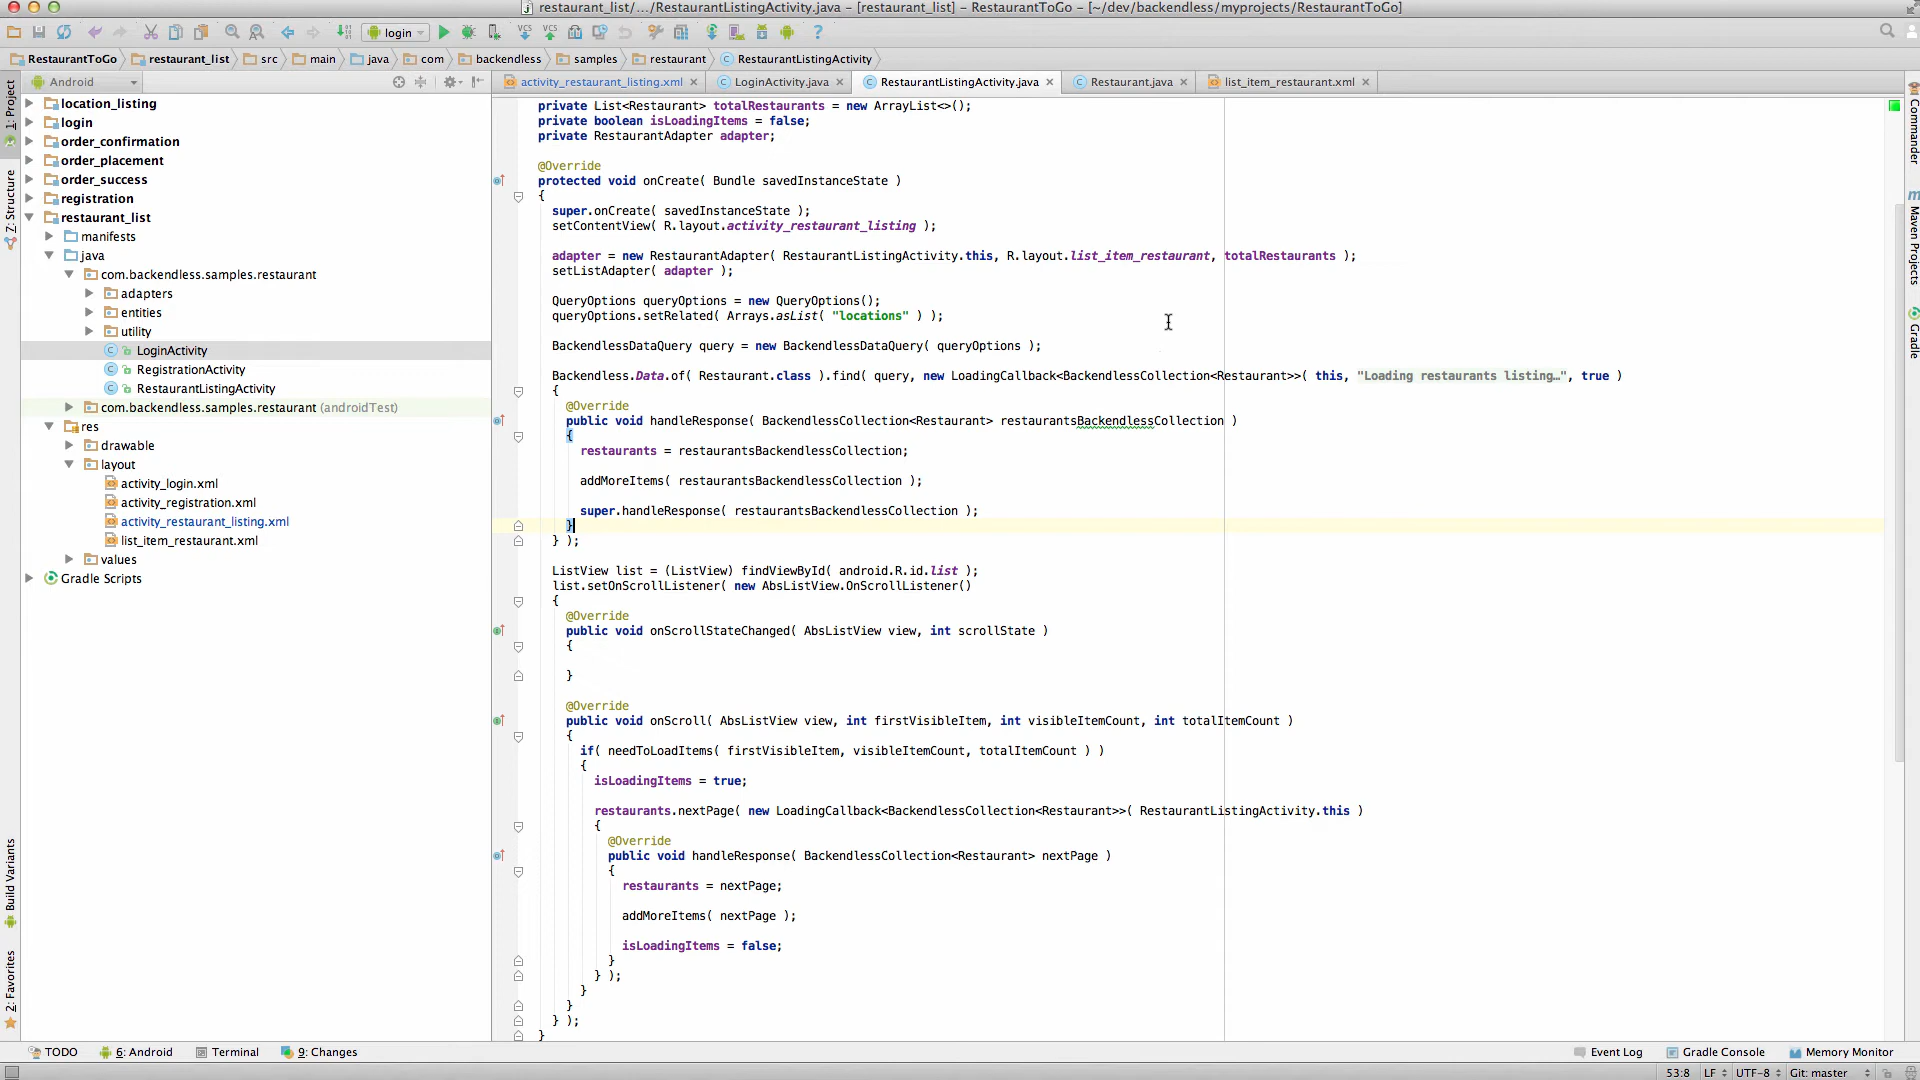 restaurant_list/.../RestaurantListingActivity.java - [restaurant_list] - RestaurantToGo - [~/dev/backendless/myprojects/RestaurantToGo]
login
RestaurantToGo restaurant_list src main java com backendless samples restaurant RestaurantListingActivity
Android
activity_restaurant_listing.xml LoginActivity.java RestaurantListingActivity.java Restaurant.java list_item_restaurant.xml
1: Project
Z: Structure
Build Variants
2: Favorites
location_listing
login
order_confirmation
order_placement
order_success
registration
restaurant_list
manifests
java
com.backendless.samples.restaurant
adapters
entities
utility
LoginActivity
RegistrationActivity
RestaurantListingActivity
com.backendless.samples.restaurant (androidTest)
res
drawable
layout
activity_login.xml
activity_registration.xml
activity_restaurant_listing.xml
list_item_restaurant.xml
values
Gradle Scripts
private List<Restaurant> totalRestaurants = new ArrayList<>();
private boolean isLoadingItems = false;
private RestaurantAdapter adapter;
@Override
protected void onCreate( Bundle savedInstanceState )
{
super.onCreate( savedInstanceState );
setContentView( R.layout.activity_restaurant_listing );
adapter = new RestaurantAdapter( RestaurantListingActivity.this, R.layout.list_item_restaurant, totalRestaurants );
setListAdapter( adapter );
QueryOptions queryOptions = new QueryOptions();
queryOptions.setRelated( Arrays.asList( "locations" ) );
BackendlessDataQuery query = new BackendlessDataQuery( queryOptions );
Backendless.Data.of( Restaurant.class ).find( query, new LoadingCallback<BackendlessCollection<Restaurant>>( this, "Loading restaurants listing…", true )
{
@Override
public void handleResponse( BackendlessCollection<Restaurant> restaurantsBackendlessCollection )
{
restaurants = restaurantsBackendlessCollection;
addMoreItems( restaurantsBackendlessCollection );
super.handleResponse( restaurantsBackendlessCollection );
}
} );
ListView list = (ListView) findViewById( android.R.id.list );
list.setOnScrollListener( new AbsListView.OnScrollListener()
{
@Override
public void onScrollStateChanged( AbsListView view, int scrollState )
{
}
@Override
public void onScroll( AbsListView view, int firstVisibleItem, int visibleItemCount, int totalItemCount )
{
if( needToLoadItems( firstVisibleItem, visibleItemCount, totalItemCount ) )
{
isLoadingItems = true;
restaurants.nextPage( new LoadingCallback<BackendlessCollection<Restaurant>>( RestaurantListingActivity.this )
{
@Override
public void handleResponse( BackendlessCollection<Restaurant> nextPage )
{
restaurants = nextPage;
addMoreItems( nextPage );
isLoadingItems = false;
}
} );
}
}
} );
}
Commander
Maven Projects
Gradle
TODO 6: Android Terminal 9: Changes Event Log Gradle Console Memory Monitor
53:8 LF UTF-8 Git: master